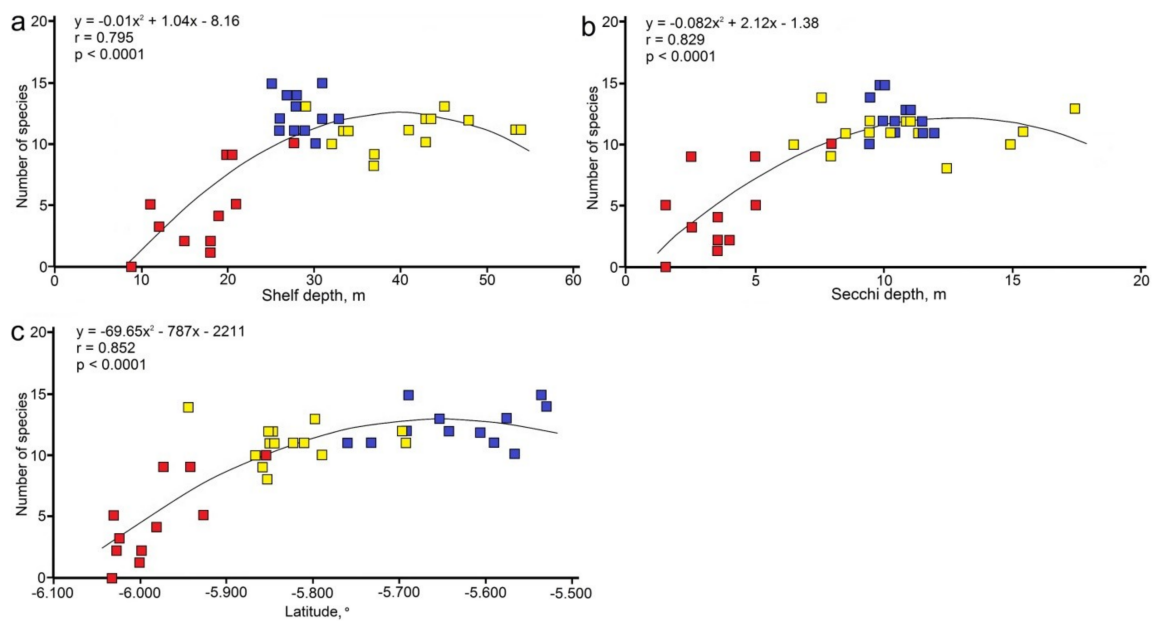 a
y = -0.01x² + 1.04x - 8.16
r = 0.795
p < 0.0001
Number of species
20
15
10
5
0
0 10 20 30 40 50 60
Shelf depth, m
b
y = -0.082x² + 2.12x - 1.38
r = 0.829
p < 0.0001
Number of species
20
15
10
5
0
0 5 10 15 20
Secchi depth, m
c
y = -69.65x² - 787x - 2211
r = 0.852
p < 0.0001
Number of species
20
15
10
5
0
-6.100 -6.000 -5.900 -5.800 -5.700 -5.600 -5.500
Latitude, °